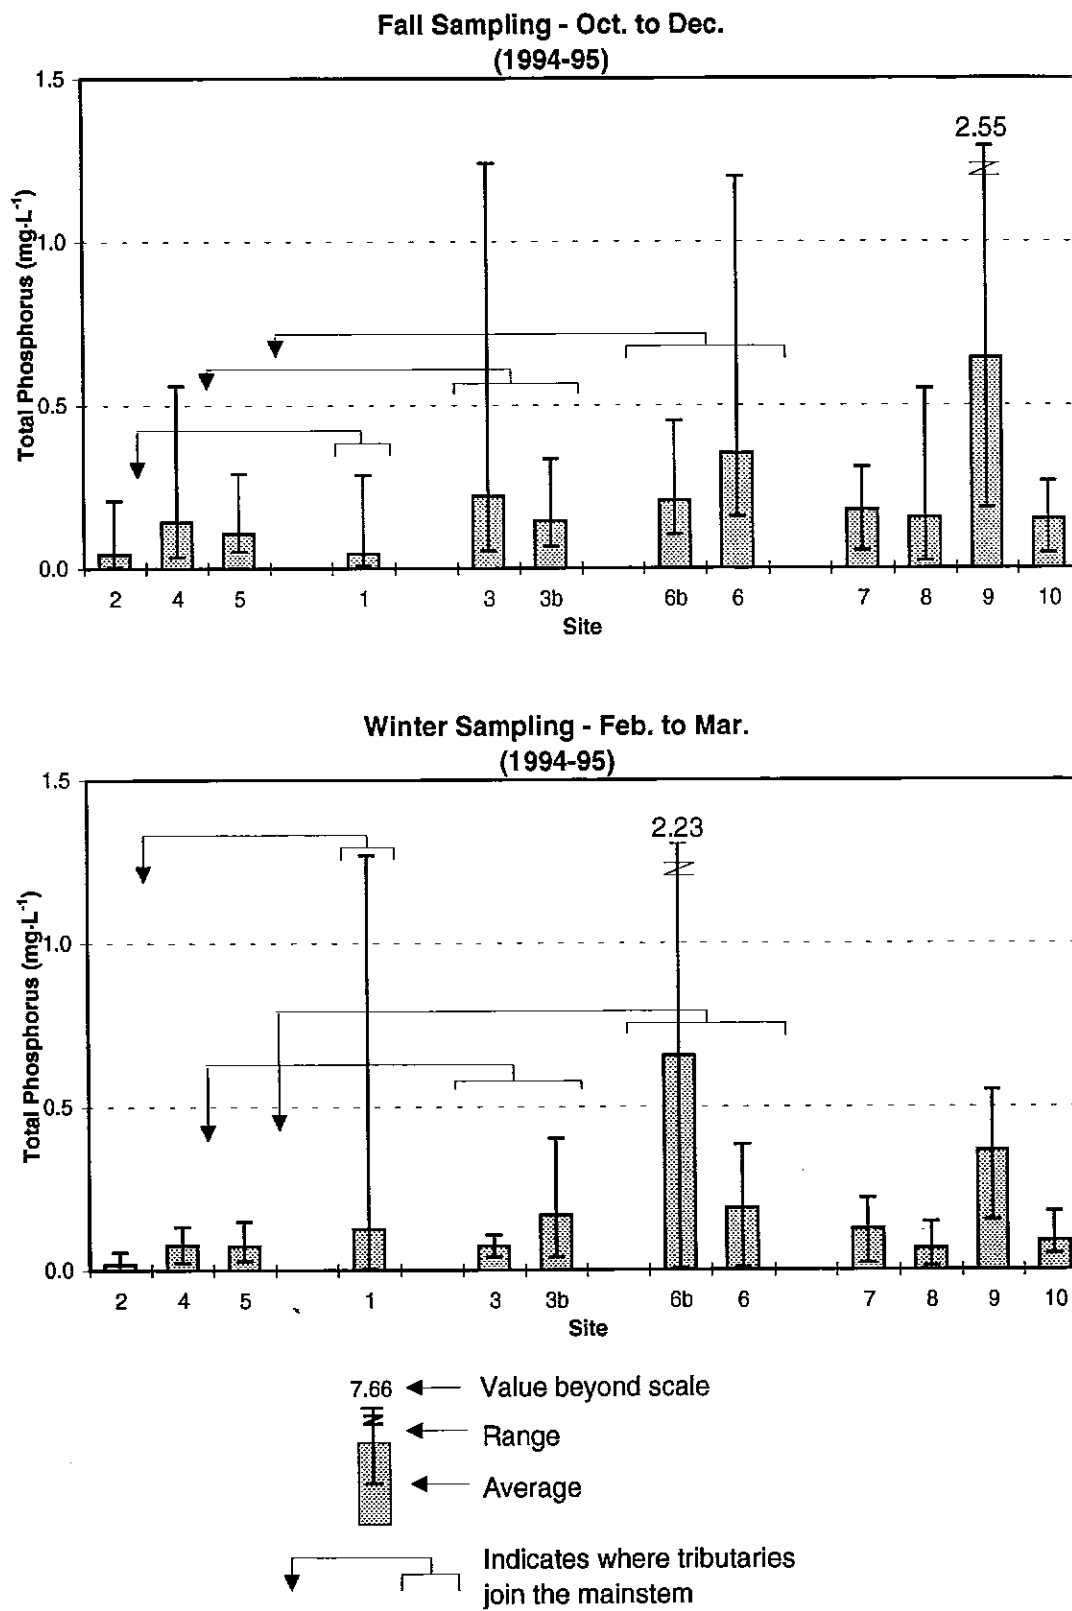 Fall Sampling - Oct. to Dec.
(1994-95)
1.5
2.55
1.0
0.5
0.0
Total Phosphorus (mg·L⁻¹)
2 4 5 1 3 3b 6b 6 7 8 9 10
Site
Winter Sampling - Feb. to Mar.
(1994-95)
1.5
2.23
1.0
0.5
0.0
Total Phosphorus (mg·L⁻¹)
2 4 5 1 3 3b 6b 6 7 8 9 10
Site
7.66 Value beyond scale
Range
Average
Indicates where tributaries
join the mainstem